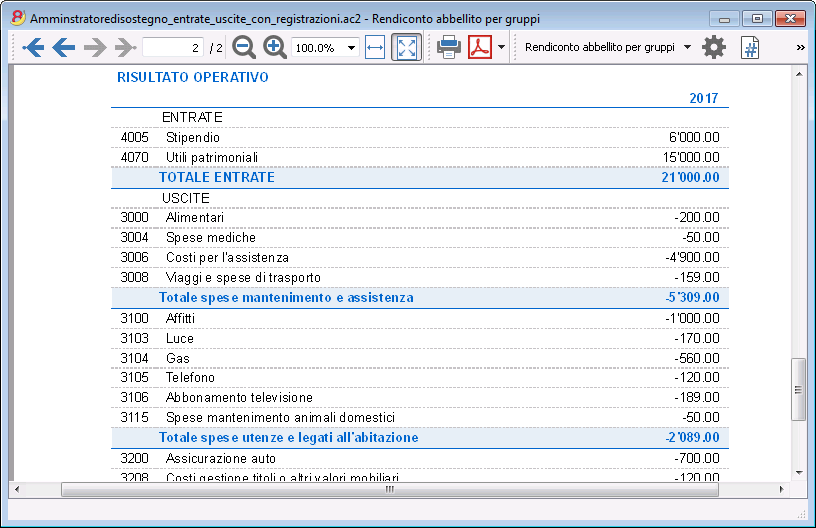 Amminstratoredisostegno_entrate_uscite_con_registrazioni.ac2 - Rendiconto abbellito per gruppi
2 / 2 100.0% Rendiconto abbellito per gruppi »
RISULTATO OPERATIVO
2017
ENTRATE
4005 Stipendio 6'000.00
4070 Utili patrimoniali 15'000.00
TOTALE ENTRATE 21'000.00
USCITE
3000 Alimentari -200.00
3004 Spese mediche -50.00
3006 Costi per l'assistenza -4'900.00
3008 Viaggi e spese di trasporto -159.00
Totale spese mantenimento e assistenza -5'309.00
3100 Affitti -1'000.00
3103 Luce -170.00
3104 Gas -560.00
3105 Telefono -120.00
3106 Abbonamento televisione -189.00
3115 Spese mantenimento animali domestici -50.00
Totale spese utenze e legati all'abitazione -2'089.00
3200 Assicurazione auto -700.00
3208 Costi gestione titoli o altri valori mobiliari -120.00